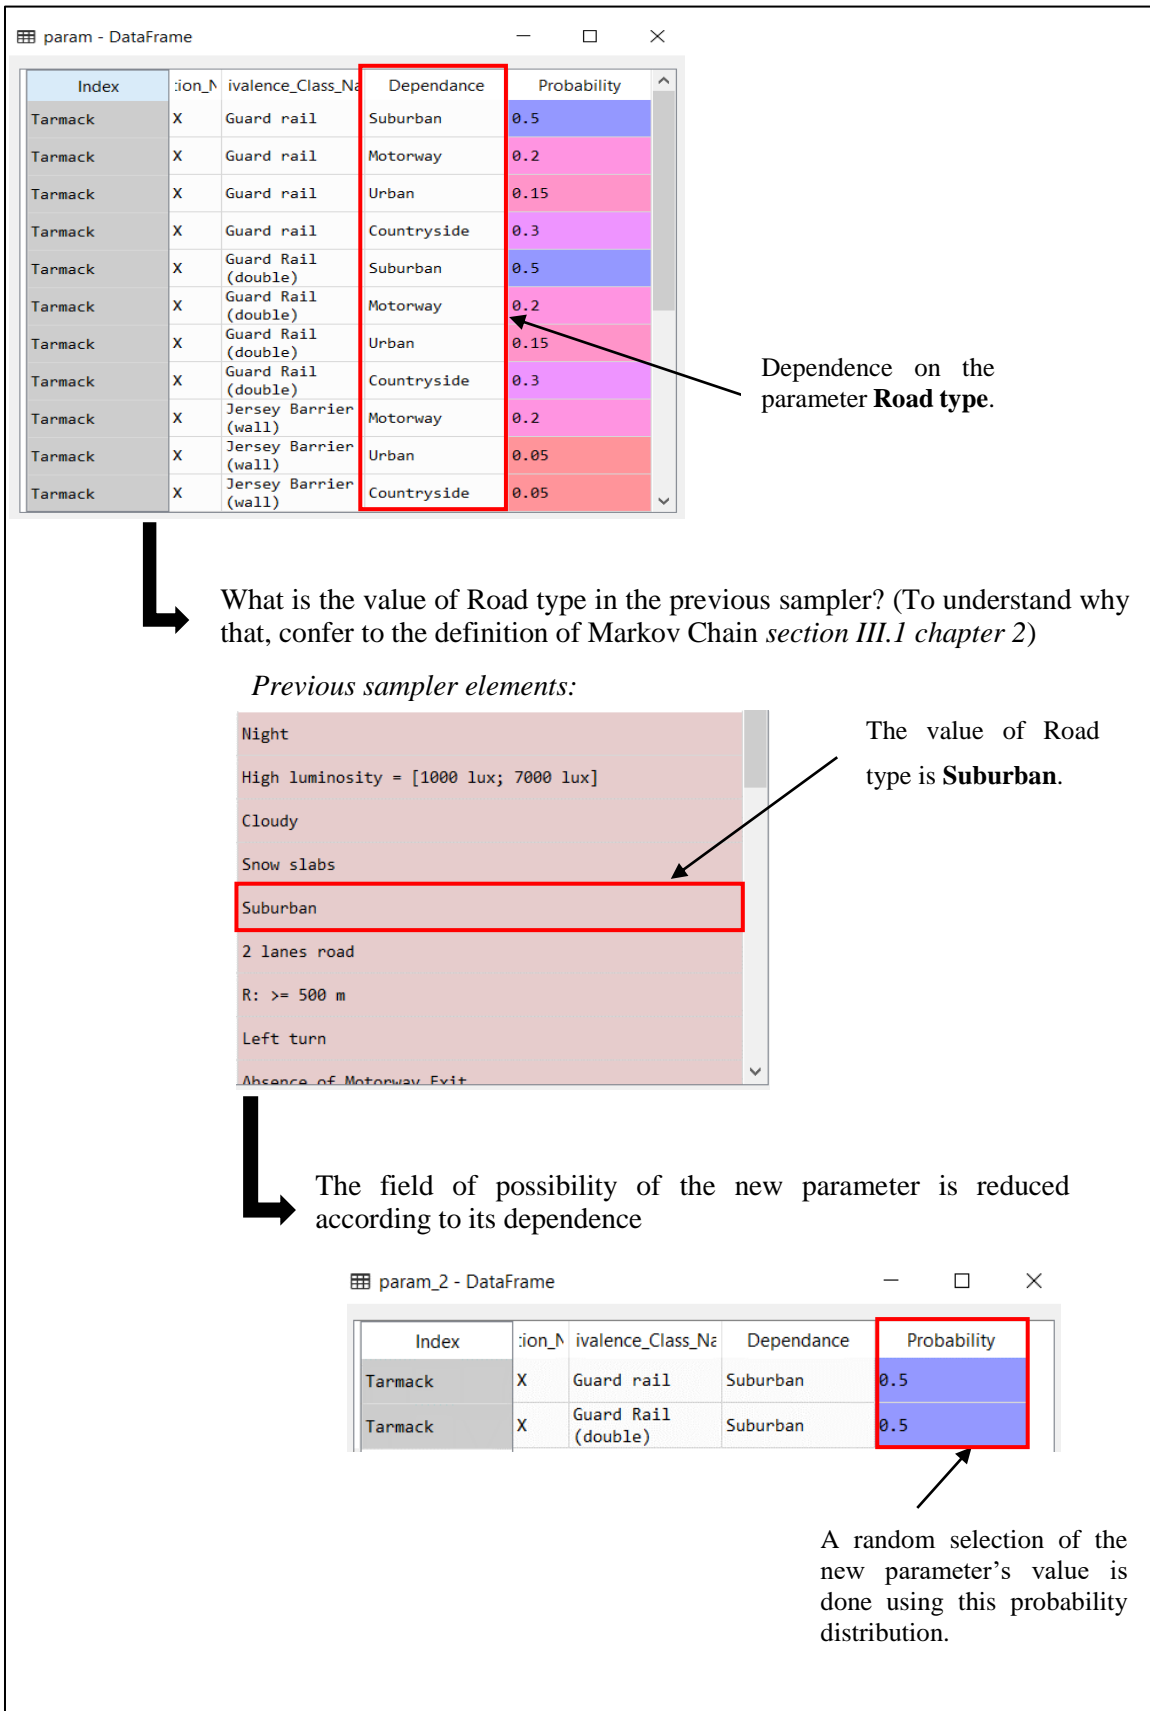 param - DataFrame
Index :ion_N ivalence_Class_Na Dependance Probability
Tarmack X Guard rail Suburban 0.5
Tarmack X Guard rail Motorway 0.2
Tarmack X Guard rail Urban 0.15
Tarmack X Guard rail Countryside 0.3
Tarmack X Guard Rail (double) Suburban 0.5
Tarmack X Guard Rail (double) Motorway 0.2
Tarmack X Guard Rail (double) Urban 0.15
Tarmack X Guard Rail (double) Countryside 0.3
Tarmack X Jersey Barrier (wall) Motorway 0.2
Tarmack X Jersey Barrier (wall) Urban 0.05
Tarmack X Jersey Barrier (wall) Countryside 0.05
Dependence on the
parameter Road type.
What is the value of Road type in the previous sampler? (To understand why
that, confer to the definition of Markov Chain section III.1 chapter 2)
Previous sampler elements:
Night
High luminosity = [1000 lux; 7000 lux]
Cloudy
Snow slabs
Suburban
2 lanes road
R: >= 500 m
Left turn
Absence of Motorway Exit
The value of Road
type is Suburban.
The field of possibility of the new parameter is reduced
according to its dependence
param_2 - DataFrame
Index :ion_N ivalence_Class_Na Dependance Probability
Tarmack X Guard rail Suburban 0.5
Tarmack X Guard Rail (double) Suburban 0.5
A random selection of the
new parameter’s value is
done using this probability
distribution.